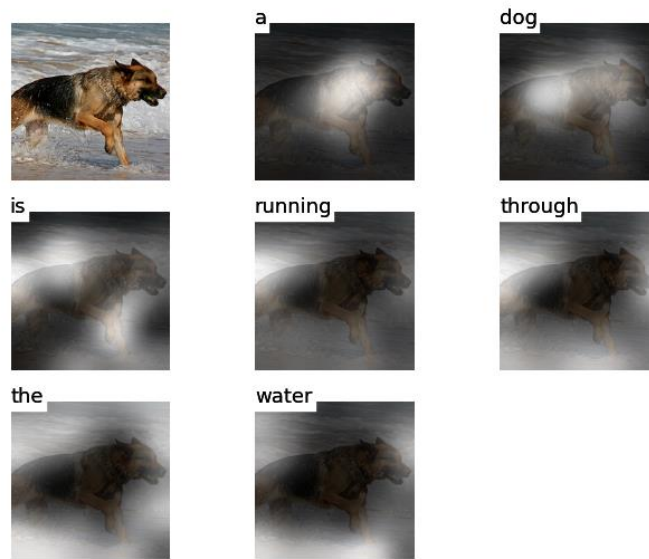 a
dog
is
running
through
the
water